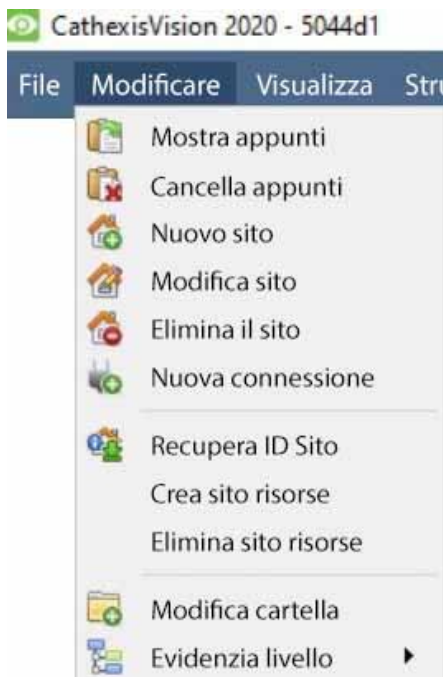 CathexisVision 2020 - 5044d1
File Modificare Visualizza
Mostra appunti
Cancella appunti
Nuovo sito
Modifica sito
Elimina il sito
Nuova connessione
Recupera ID Sito
Crea sito risorse
Elimina sito risorse
Modifica cartella
Evidenzia livello